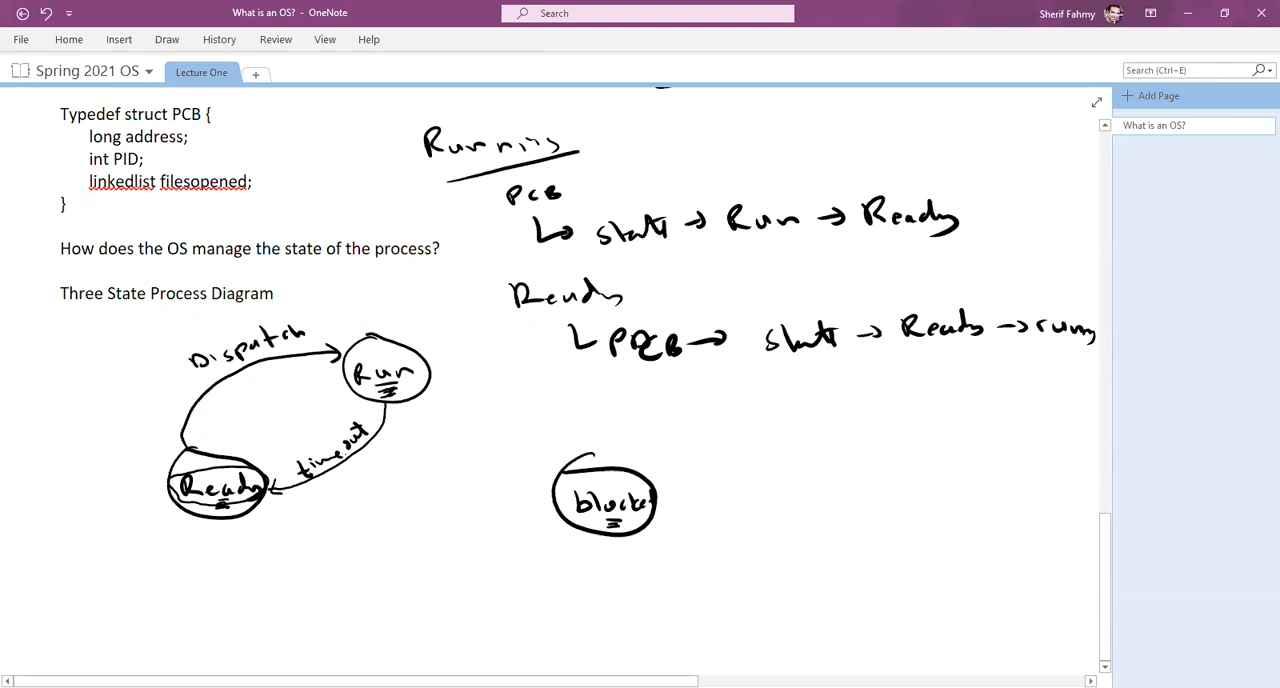 What is an OS? - OneNote
Search
Sherif Fahmy
File Home Insert Draw History Review View Help
Spring 2021 OS
Lecture One
+
Search (Ctrl+E)
Add Page
What is an OS?
Typedef struct PCB {
long address;
int PID;
linkedlist filesopened;
}
How does the OS manage the state of the process?
Three State Process Diagram
Running
PCB
↳ state → Run → Ready
Ready
↳ PCB → state → Ready → runng
Dispatch
Run
timeout
Ready
blocked